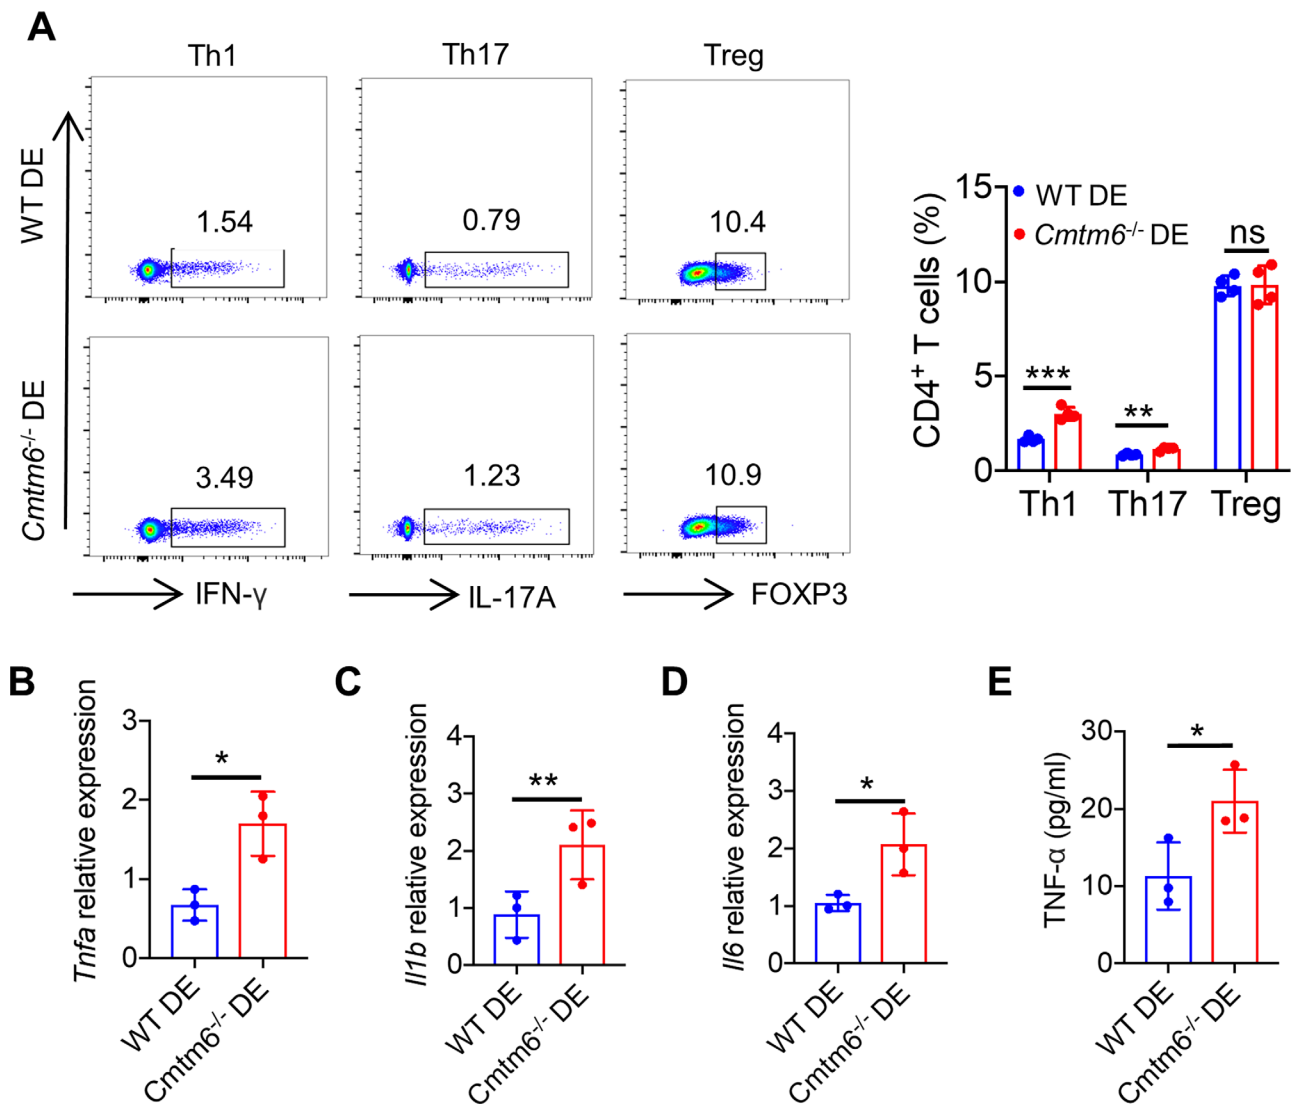 A
Th1
Th17
Treg
WT DE
1.54
0.79
10.4
Cmtm6-/- DE
3.49
1.23
10.9
IFN-γ
IL-17A
FOXP3
CD4+ T cells (%)
15
10
5
0
WT DE
Cmtm6-/- DE
***
**
ns
Th1
Th17
Treg
B
Tnfa relative expression
3
2
1
0
*
WT DE
Cmtm6-/- DE
C
Il1b relative expression
4
3
2
1
0
**
WT DE
Cmtm6-/- DE
D
Il6 relative expression
4
3
2
1
0
*
WT DE
Cmtm6-/- DE
E
TNF-α (pg/ml)
30
20
10
0
*
WT DE
Cmtm6-/- DE